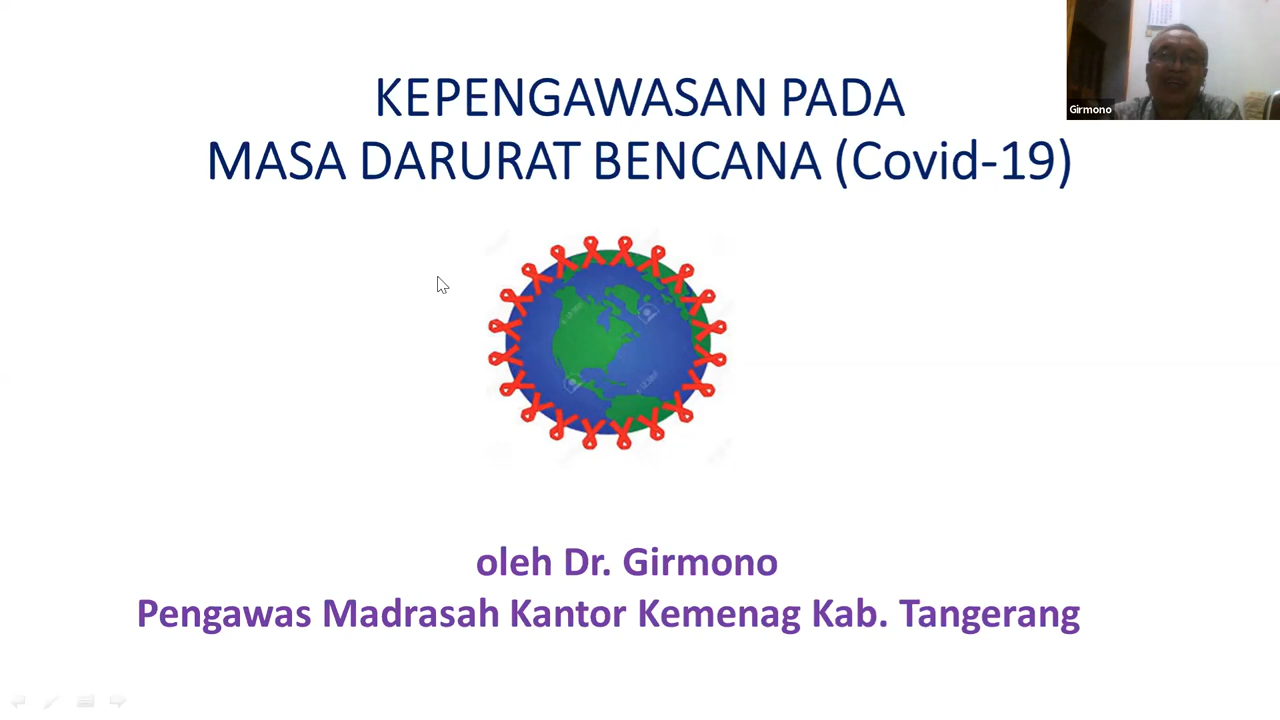 KEPENGAWASAN PADA
MASA DARURAT BENCANA (Covid-19)
Girmono
oleh Dr. Girmono
Pengawas Madrasah Kantor Kemenag Kab. Tangerang